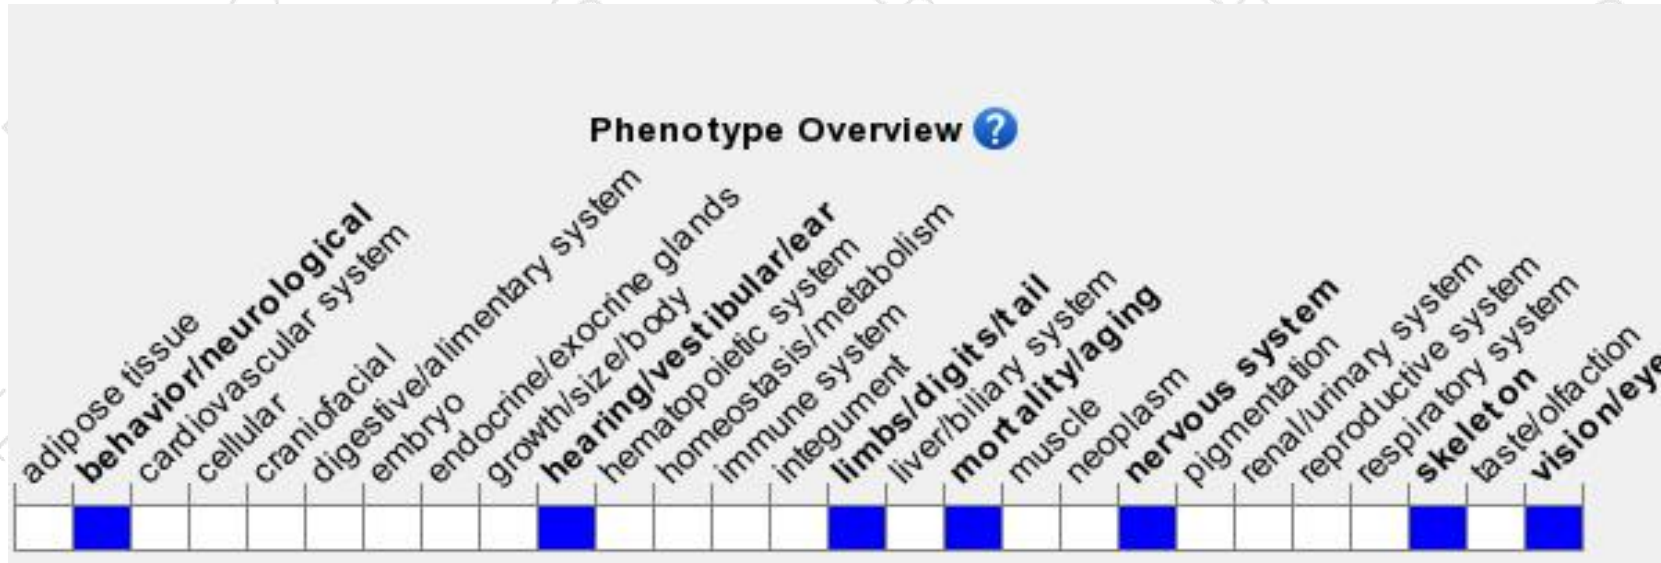 Phenotype Overview ?
adipose tissue
behavior/neurological
cardiovascular system
cellular
craniofacial
digestive/alimentary system
embryo
endocrine/exocrine glands
growth/size/body
hearing/vestibular/ear
hematopoietic system
homeostasis/metabolism
immune system
integument
limbs/digits/tail
liver/biliary system
mortality/aging
muscle
neoplasm
nervous system
pigmentation
renal/urinary system
reproductive system
respiratory system
skeleton
taste/olfaction
vision/eye